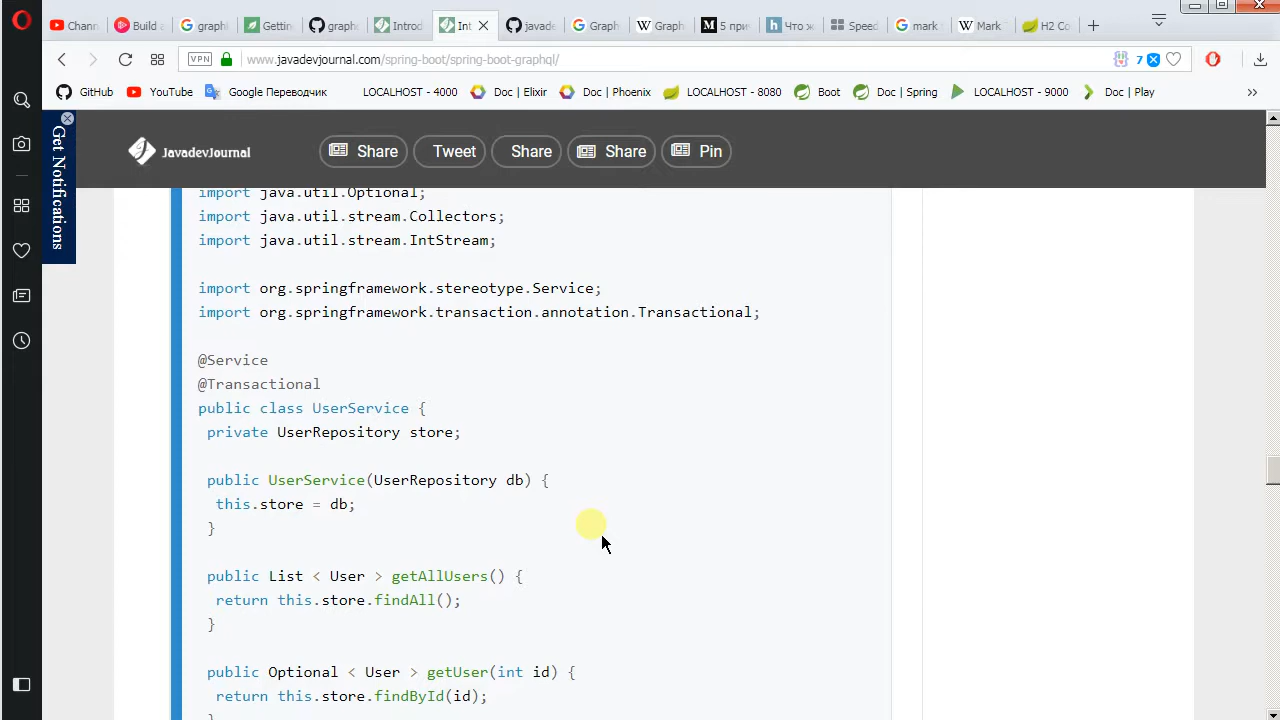 Chann
Build a
graph
Gettin
graph
Introd
Int
javade
Graph
Graph
5 при
Что ж
Speed
mark
Mark
H2 Co
VPN
www.javadevjournal.com/spring-boot/spring-boot-graphql/
7
GitHub
YouTube
Google Переводчик
LOCALHOST - 4000
Doc | Elixir
Doc | Phoenix
LOCALHOST - 8080
Boot
Doc | Spring
LOCALHOST - 9000
Doc | Play
Get Notifications
JavadevJournal
Share
Tweet
Share
Share
Pin
import java.util.Optional;
import java.util.stream.Collectors;
import java.util.stream.IntStream;
import org.springframework.stereotype.Service;
import org.springframework.transaction.annotation.Transactional;
@Service
@Transactional
public class UserService {
private UserRepository store;
public UserService(UserRepository db) {
this.store = db;
}
public List < User > getAllUsers() {
return this.store.findAll();
}
public Optional < User > getUser(int id) {
return this.store.findById(id);
}